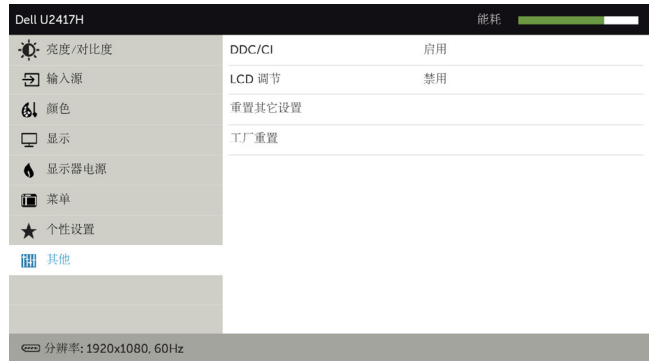 Dell U2417H 能耗
亮度/对比度 DDC/CI 启用
输入源 LCD 调节 禁用
颜色 重置其它设置
显示 工厂重置
显示器电源
菜单
个性设置
其他
分辨率: 1920x1080, 60Hz